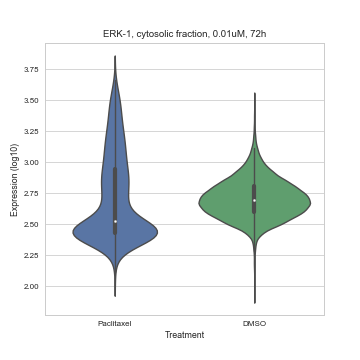 ERK-1, cytosolic fraction, 0.01uM, 72h
Expression (log10)
3.75
3.50
3.25
3.00
2.75
2.50
2.25
2.00
Paclitaxel DMSO
Treatment